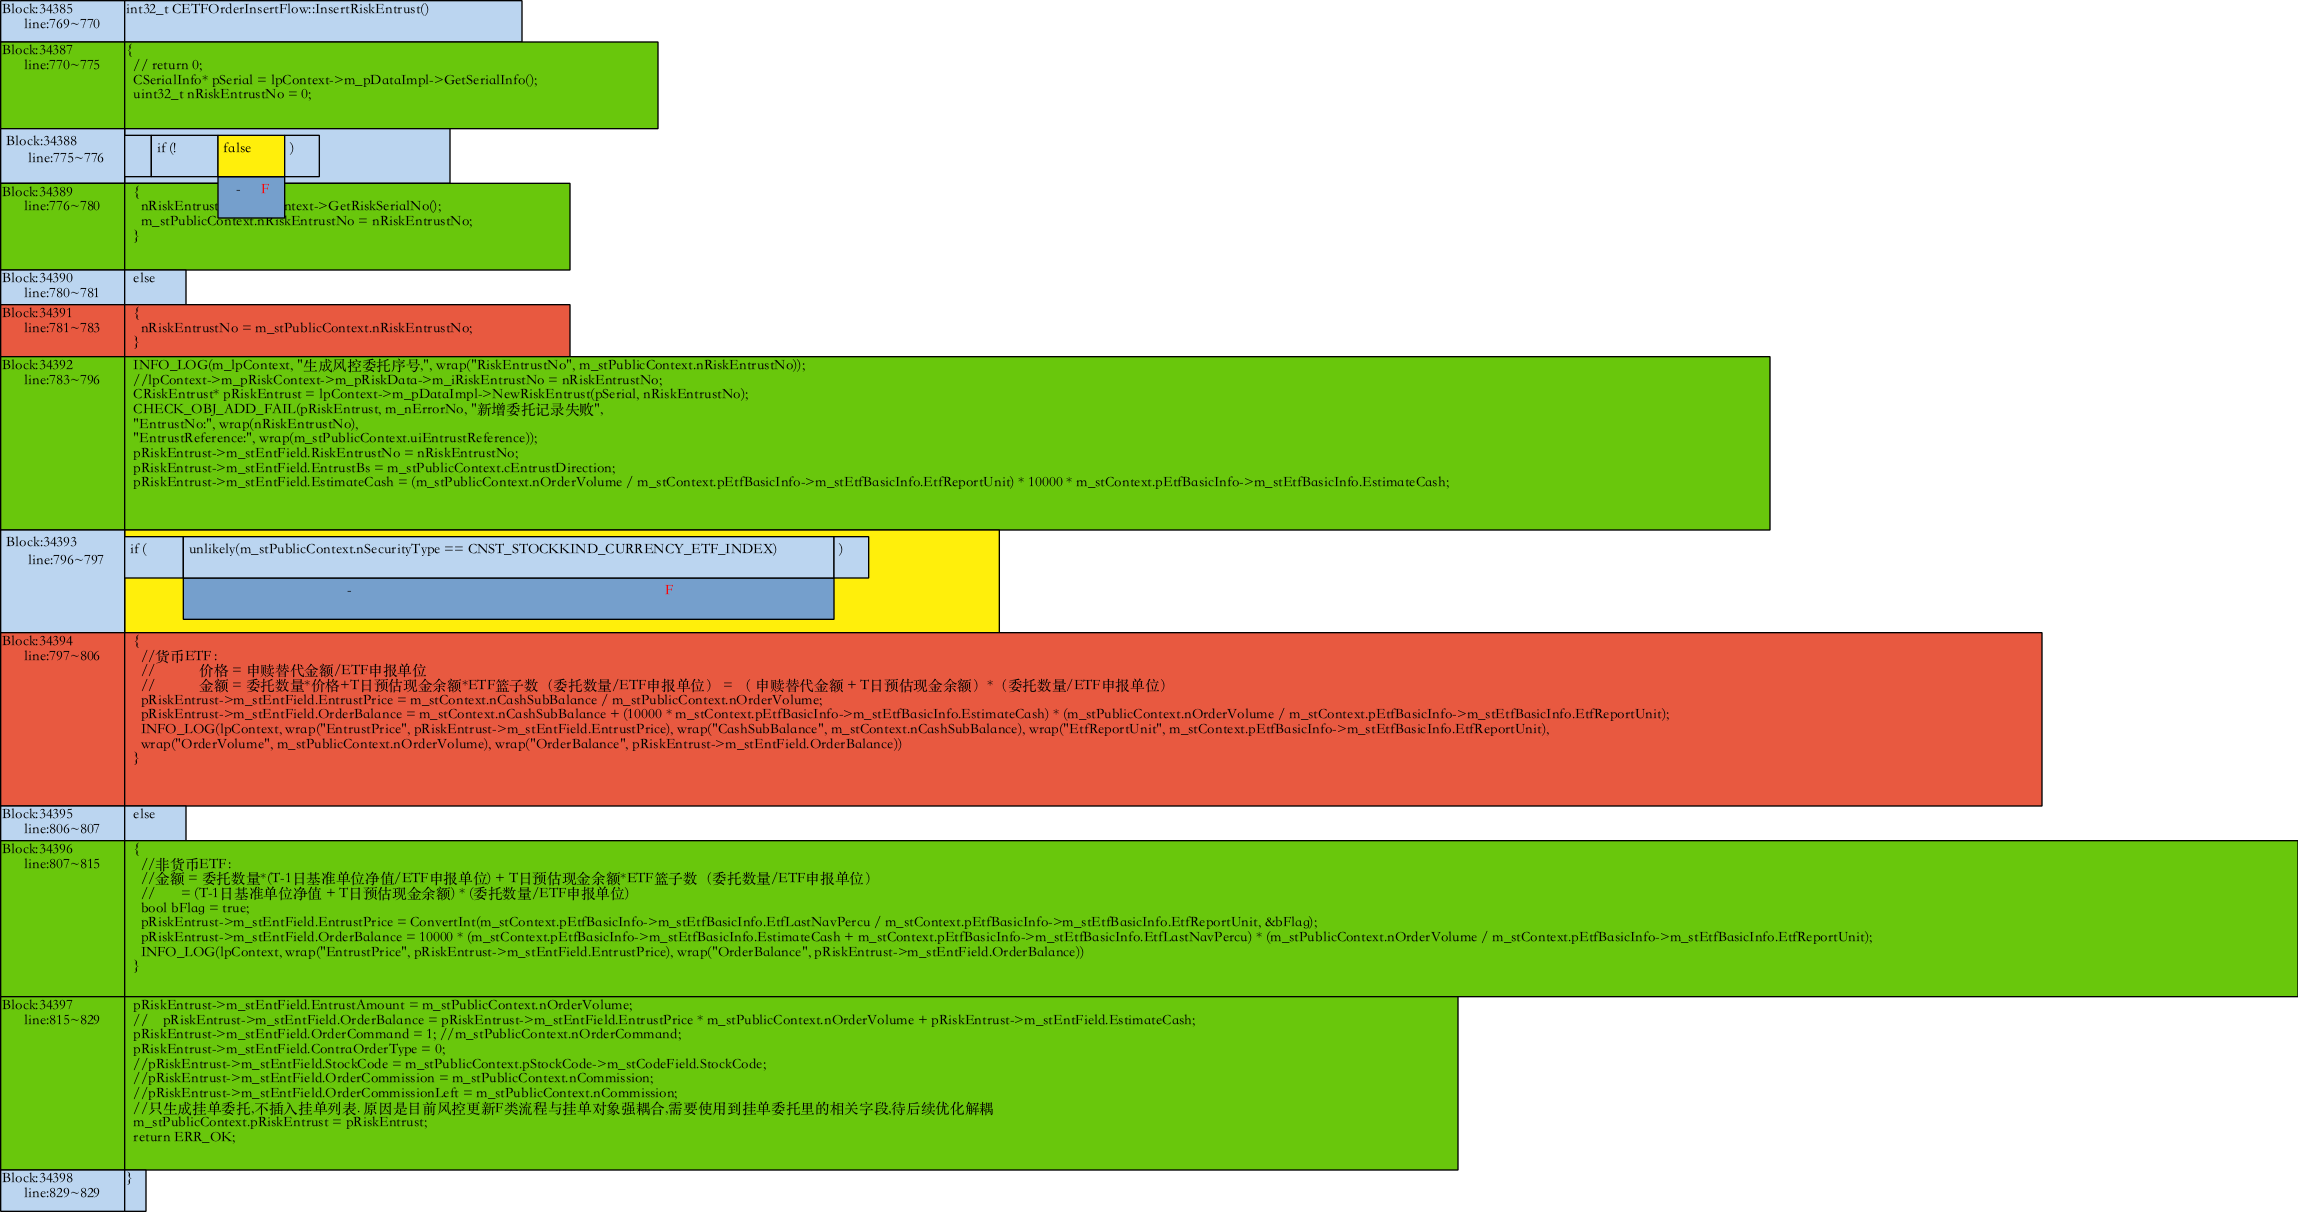 Block:34385
line:769~770
int32_t CETFOrderInsertFlow::InsertRiskEntrust()
Block:34387
line:770~775
{
// return 0;
CSerialInfo* pSerial = lpContext->m_pDataImpl->GetSerialInfo();
uint32_t nRiskEntrustNo = 0;
Block:34388
line:775~776
if (! false )
- F
Block:34389
line:776~780
{
nRiskEntrust ntext->GetRiskSerialNo();
m_stPublicContext.nRiskEntrustNo = nRiskEntrustNo;
}
Block:34390
line:780~781
else
Block:34391
line:781~783
{
nRiskEntrustNo = m_stPublicContext.nRiskEntrustNo;
}
Block:34392
line:783~796
INFO_LOG(m_lpContext, "生成风控委托序号,", wrap("RiskEntrustNo", m_stPublicContext.nRiskEntrustNo));
//lpContext->m_pRiskContext->m_pRiskData->m_iRiskEntrustNo = nRiskEntrustNo;
CRiskEntrust* pRiskEntrust = lpContext->m_pDataImpl->NewRiskEntrust(pSerial, nRiskEntrustNo);
CHECK_OBJ_ADD_FAIL(pRiskEntrust, m_nErrorNo, "新增委托记录失败",
"EntrustNo:", wrap(nRiskEntrustNo),
"EntrustReference:", wrap(m_stPublicContext.uiEntrustReference));
pRiskEntrust->m_stEntField.RiskEntrustNo = nRiskEntrustNo;
pRiskEntrust->m_stEntField.EntrustBs = m_stPublicContext.cEntrustDirection;
pRiskEntrust->m_stEntField.EstimateCash = (m_stPublicContext.nOrderVolume / m_stContext.pEtfBasicInfo->m_stEtfBasicInfo.EtfReportUnit) * 10000 * m_stContext.pEtfBasicInfo->m_stEtfBasicInfo.EstimateCash;
Block:34393
line:796~797
if ( unlikely(m_stPublicContext.nSecurityType == CNST_STOCKKIND_CURRENCY_ETF_INDEX) )
- F
Block:34394
line:797~806
{
//货币ETF:
// 价格 = 申赎替代金额/ETF申报单位
// 金额 = 委托数量*价格+T日预估现金余额*ETF篮子数（委托数量/ETF申报单位） = （ 申赎替代金额 + T日预估现金余额）*（委托数量/ETF申报单位）
pRiskEntrust->m_stEntField.EntrustPrice = m_stContext.nCashSubBalance / m_stPublicContext.nOrderVolume;
pRiskEntrust->m_stEntField.OrderBalance = m_stContext.nCashSubBalance + (10000 * m_stContext.pEtfBasicInfo->m_stEtfBasicInfo.EstimateCash) * (m_stPublicContext.nOrderVolume / m_stContext.pEtfBasicInfo->m_stEtfBasicInfo.EtfReportUnit);
INFO_LOG(lpContext, wrap("EntrustPrice", pRiskEntrust->m_stEntField.EntrustPrice), wrap("CashSubBalance", m_stContext.nCashSubBalance), wrap("EtfReportUnit", m_stContext.pEtfBasicInfo->m_stEtfBasicInfo.EtfReportUnit),
wrap("OrderVolume", m_stPublicContext.nOrderVolume), wrap("OrderBalance", pRiskEntrust->m_stEntField.OrderBalance))
}
Block:34395
line:806~807
else
Block:34396
line:807~815
{
//非货币ETF:
//金额 = 委托数量*(T-1日基准单位净值/ETF申报单位) + T日预估现金余额*ETF篮子数（委托数量/ETF申报单位）
// = (T-1日基准单位净值 + T日预估现金余额) * (委托数量/ETF申报单位)
bool bFlag = true;
pRiskEntrust->m_stEntField.EntrustPrice = ConvertInt(m_stContext.pEtfBasicInfo->m_stEtfBasicInfo.EtfLastNavPercu / m_stContext.pEtfBasicInfo->m_stEtfBasicInfo.EtfReportUnit, &bFlag);
pRiskEntrust->m_stEntField.OrderBalance = 10000 * (m_stContext.pEtfBasicInfo->m_stEtfBasicInfo.EstimateCash + m_stContext.pEtfBasicInfo->m_stEtfBasicInfo.EtfLastNavPercu) * (m_stPublicContext.nOrderVolume / m_stContext.pEtfBasicInfo->m_stEtfBasicInfo.EtfReportUnit);
INFO_LOG(lpContext, wrap("EntrustPrice", pRiskEntrust->m_stEntField.EntrustPrice), wrap("OrderBalance", pRiskEntrust->m_stEntField.OrderBalance))
}
Block:34397
line:815~829
pRiskEntrust->m_stEntField.EntrustAmount = m_stPublicContext.nOrderVolume;
// pRiskEntrust->m_stEntField.OrderBalance = pRiskEntrust->m_stEntField.EntrustPrice * m_stPublicContext.nOrderVolume + pRiskEntrust->m_stEntField.EstimateCash;
pRiskEntrust->m_stEntField.OrderCommand = 1; //m_stPublicContext.nOrderCommand;
pRiskEntrust->m_stEntField.ContraOrderType = 0;
//pRiskEntrust->m_stEntField.StockCode = m_stPublicContext.pStockCode->m_stCodeField.StockCode;
//pRiskEntrust->m_stEntField.OrderCommission = m_stPublicContext.nCommission;
//pRiskEntrust->m_stEntField.OrderCommissionLeft = m_stPublicContext.nCommission;
//只生成挂单委托,不插入挂单列表. 原因是目前风控更新F类流程与挂单对象强耦合,需要使用到挂单委托里的相关字段,待后续优化解耦
m_stPublicContext.pRiskEntrust = pRiskEntrust;
return ERR_OK;
Block:34398
line:829~829
}